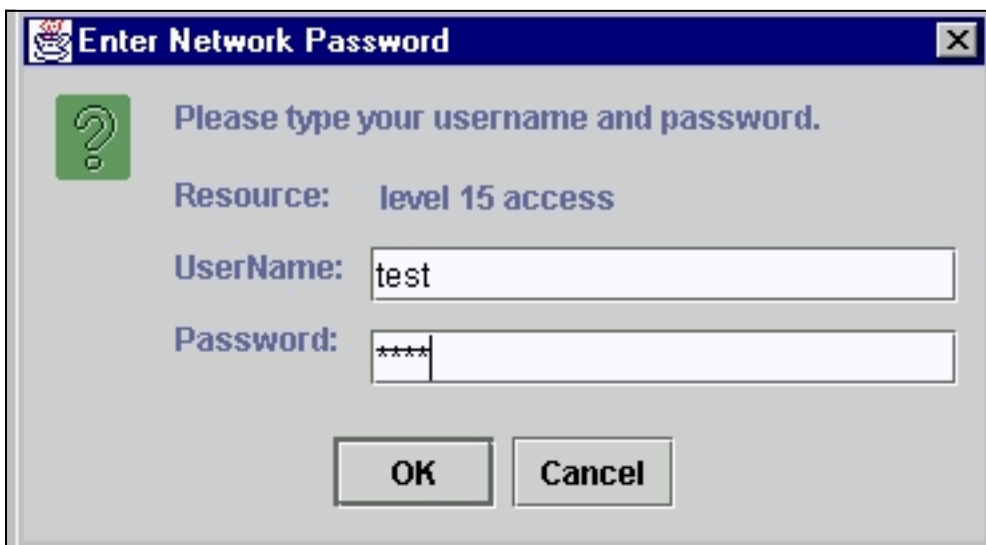 Enter Network Password
Please type your username and password.
Resource: level 15 access
UserName: test
Password: ****
OK Cancel